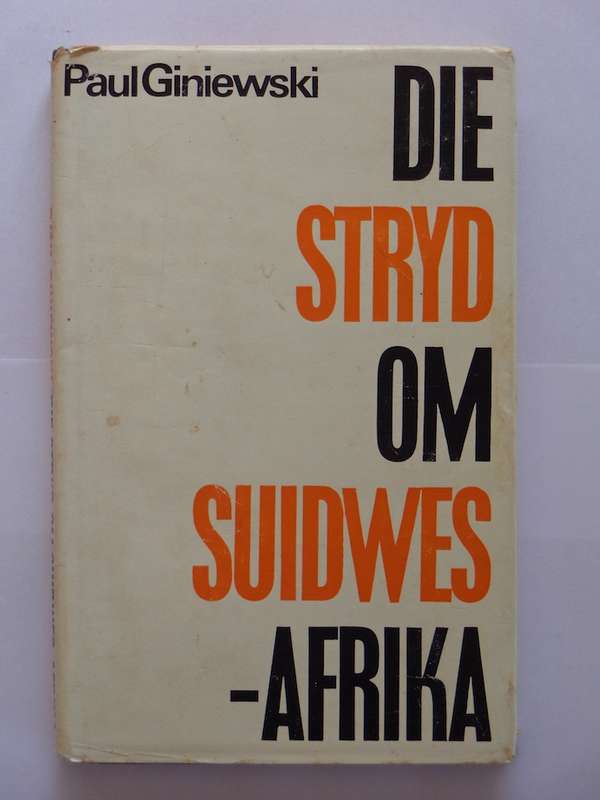 Paul Giniewski
DIE
STRYD
OM
SUIDWES
-AFRIKA